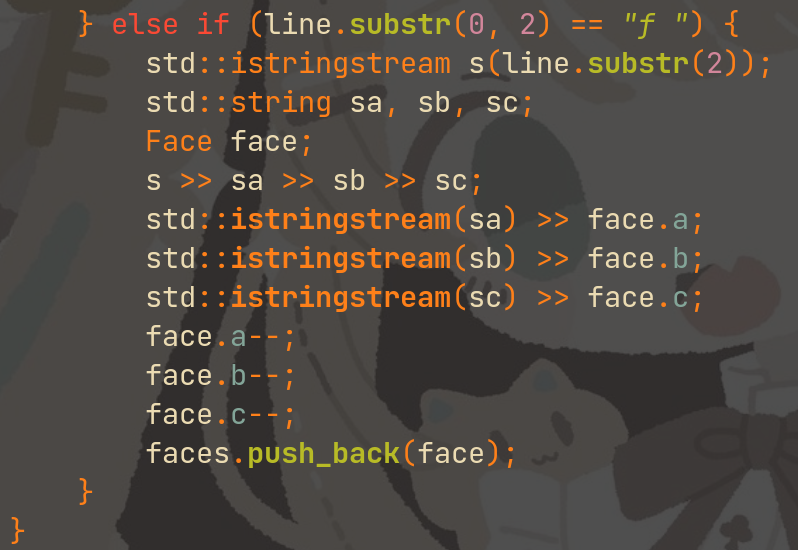 } else if (line.substr(0, 2) == "f ") {
std::istringstream s(line.substr(2));
std::string sa, sb, sc;
Face face;
s >> sa >> sb >> sc;
std::istringstream(sa) >> face.a;
std::istringstream(sb) >> face.b;
std::istringstream(sc) >> face.c;
face.a--;
face.b--;
face.c--;
faces.push_back(face);
}
}